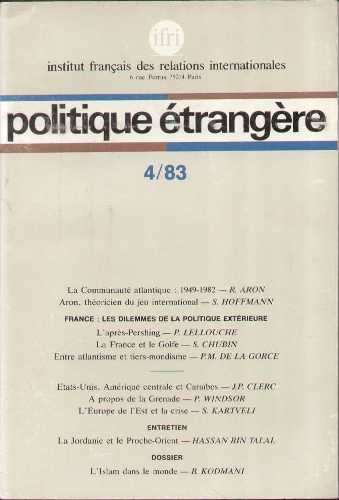 ifri
institut français des relations internationales
6 rue Ferrus 75014 Paris
politique étrangère
4/83
La Communauté atlantique : 1949-1982 — R. ARON
Aron, théoricien du jeu international — S. HOFFMANN
FRANCE : LES DILEMMES DE LA POLITIQUE EXTÉRIEURE
L'après-Pershing — P. LELLOUCHE
La France et le Golfe — S. CHUBIN
Entre atlantisme et tiers-mondisme — P.M. DE LA GORCE
Etats-Unis, Amérique centrale et Caraïbes — J.P. CLERC
A propos de la Grenade — P. WINDSOR
L'Europe de l'Est et la crise — S. KARTVELI
ENTRETIEN
La Jordanie et le Proche-Orient — HASSAN BIN TALAL
DOSSIER
L'Islam dans le monde — B. KODMANI